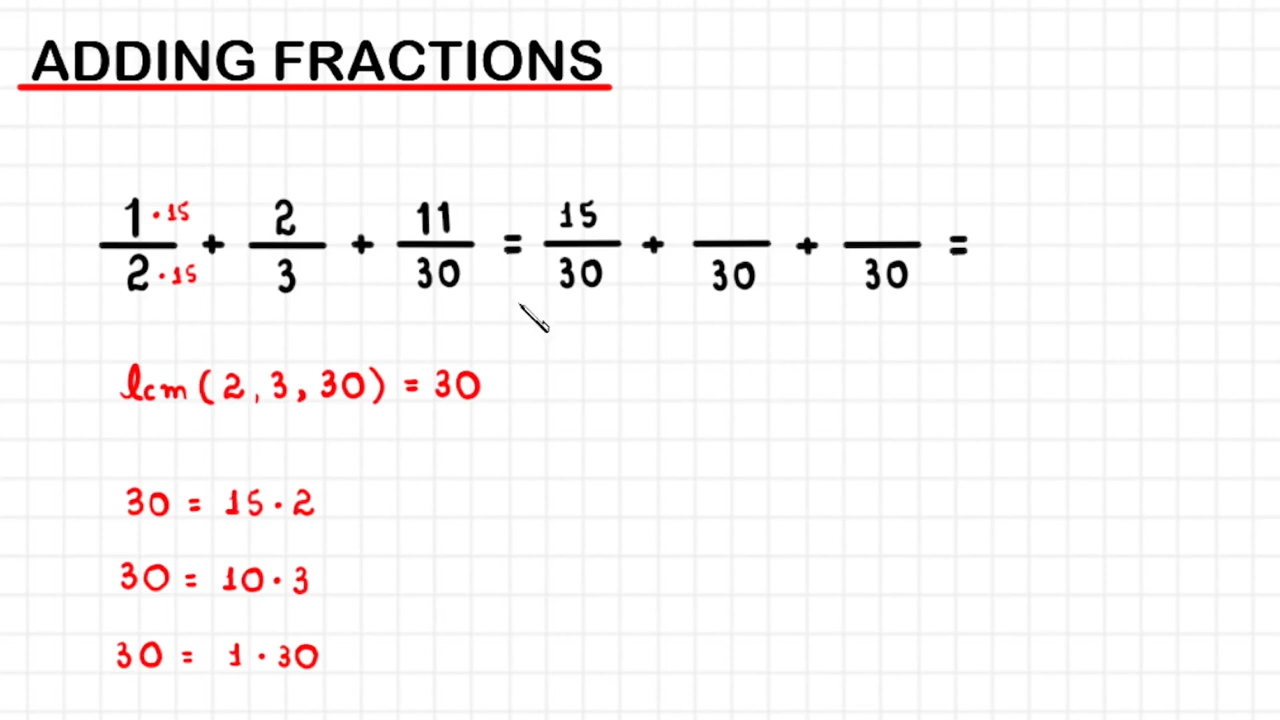 ADDING FRACTIONS
1·15/2·15 + 2/3 + 11/30 = 15/30 + /30 + /30 =
lcm (2, 3, 30) = 30
30 = 15·2
30 = 10·3
30 = 1·30